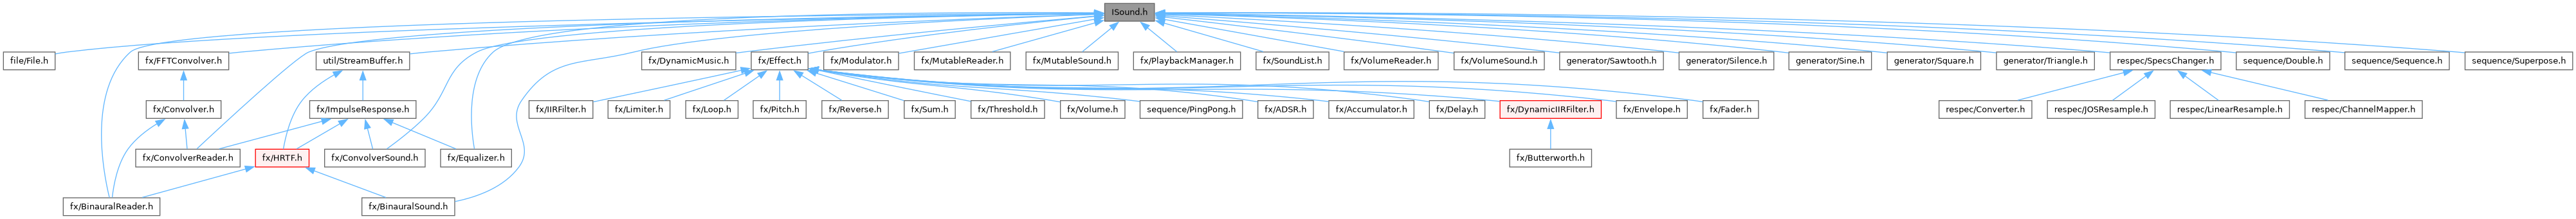 ISound.h
file/File.h
fx/FFTConvolver.h
util/StreamBuffer.h
fx/DynamicMusic.h
fx/Effect.h
fx/Modulator.h
fx/MutableReader.h
fx/MutableSound.h
fx/PlaybackManager.h
fx/SoundList.h
fx/VolumeReader.h
fx/VolumeSound.h
generator/Sawtooth.h
generator/Silence.h
generator/Sine.h
generator/Square.h
generator/Triangle.h
respec/SpecsChanger.h
sequence/Double.h
sequence/Sequence.h
sequence/Superpose.h
fx/Convolver.h
fx/ImpulseResponse.h
fx/IIRFilter.h
fx/Limiter.h
fx/Loop.h
fx/Pitch.h
fx/Reverse.h
fx/Sum.h
fx/Threshold.h
fx/Volume.h
sequence/PingPong.h
fx/ADSR.h
fx/Accumulator.h
fx/Delay.h
fx/DynamicIIRFilter.h
fx/Envelope.h
fx/Fader.h
respec/Converter.h
respec/JOSResample.h
respec/LinearResample.h
respec/ChannelMapper.h
fx/ConvolverReader.h
fx/HRTF.h
fx/ConvolverSound.h
fx/Equalizer.h
fx/Butterworth.h
fx/BinauralReader.h
fx/BinauralSound.h